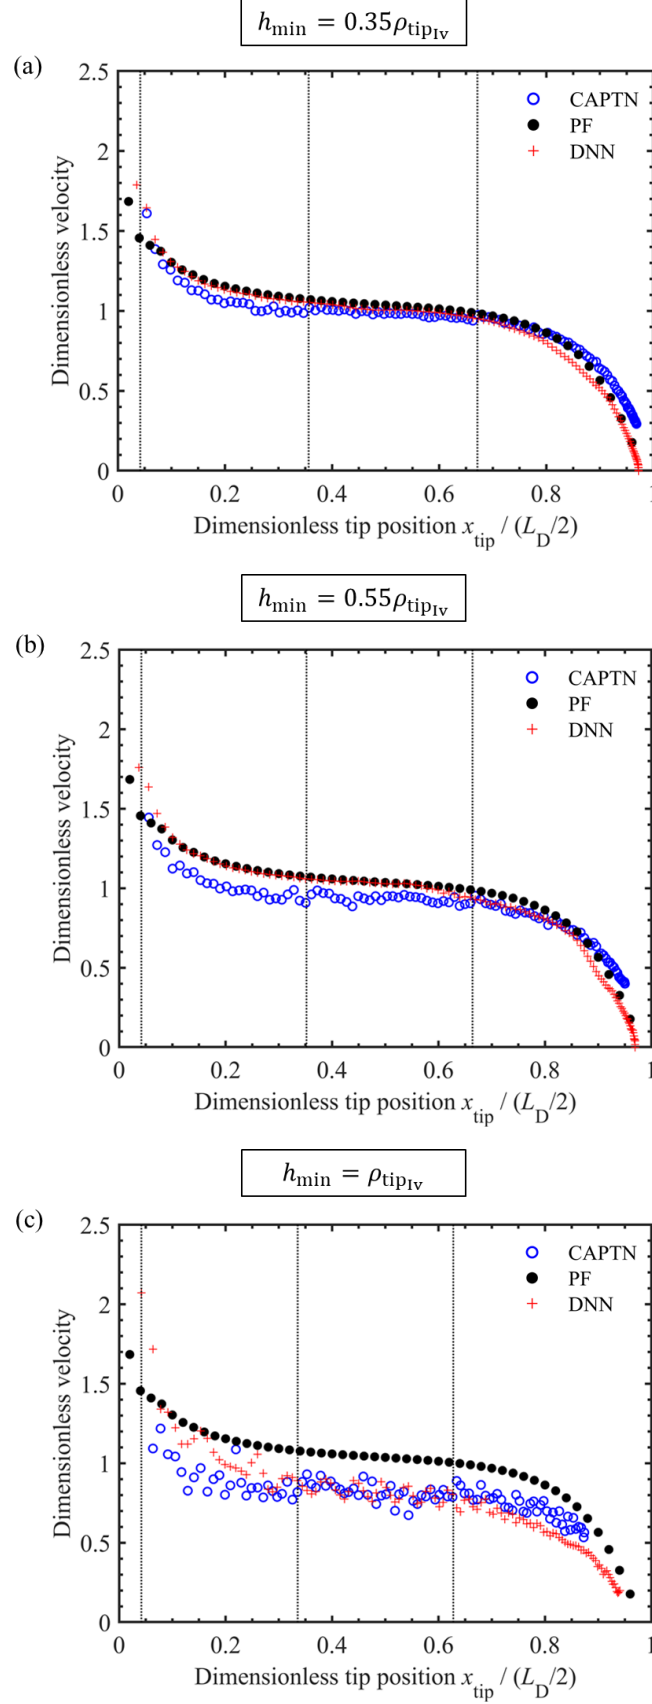 h_min = 0.35ρ_tip_Iv
(a)
2.5
2
1.5
1
0.5
0
Dimensionless velocity
CAPTN
PF
DNN
0 0.2 0.4 0.6 0.8 1
Dimensionless tip position x_tip / (L_D/2)
h_min = 0.55ρ_tip_Iv
(b)
2.5
2
1.5
1
0.5
0
Dimensionless velocity
CAPTN
PF
DNN
0 0.2 0.4 0.6 0.8 1
Dimensionless tip position x_tip / (L_D/2)
h_min = ρ_tip_Iv
(c)
2.5
2
1.5
1
0.5
0
Dimensionless velocity
CAPTN
PF
DNN
0 0.2 0.4 0.6 0.8 1
Dimensionless tip position x_tip / (L_D/2)